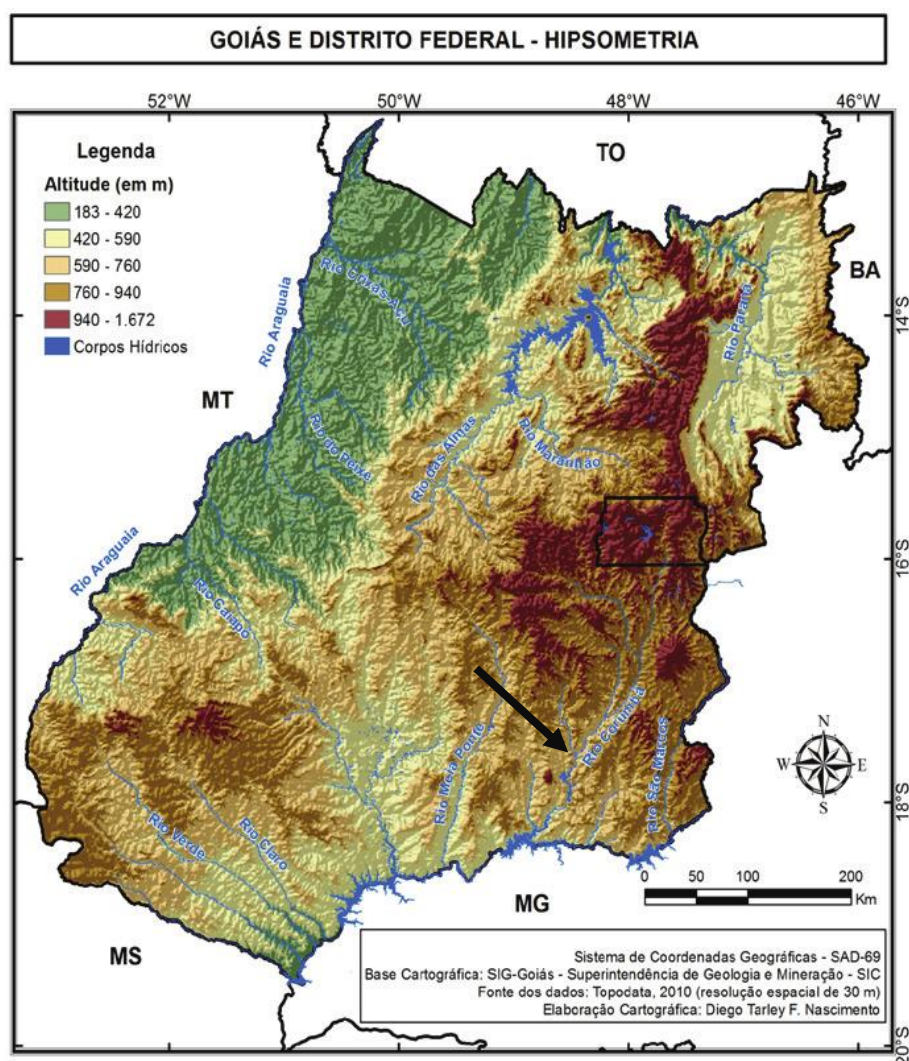 GOIÁS E DISTRITO FEDERAL - HIPSOMETRIA
52°W
50°W
48°W
46°W
Legenda
Altitude (em m)
183 - 420
420 - 590
590 - 760
760 - 940
940 - 1.672
Corpos Hídricos
TO
BA
MT
MG
MS
14°S
16°S
18°S
20°S
Rio Araguaia
Rio Crixas-Açu
Rio do Peixe
Rio das Almas
Rio Maranhão
Rio Paranã
Rio Araguaia
Rio Caiapó
Rio Meia Ponte
Rio Corumbá
Rio São Marcos
Rio Verde
Rio Claro
N
W
E
S
0
50
100
200
Km
Sistema de Coordenadas Geográficas - SAD-69
Base Cartográfica: SIG-Goiás - Superintendência de Geologia e Mineração - SIC
Fonte dos dados: Topodata, 2010 (resolução espacial de 30 m)
Elaboração Cartográfica: Diego Tarley F. Nascimento